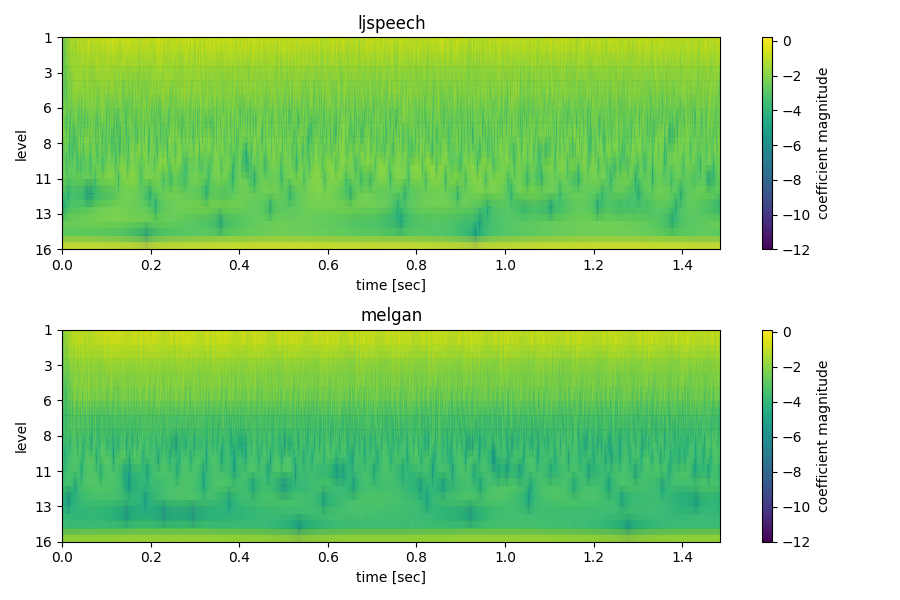 ljspeech
1
3
6
8
11
13
16
level
0.0 0.2 0.4 0.6 0.8 1.0 1.2 1.4
time [sec]
0
−2
−4
−6
−8
−10
−12
coefficient magnitude
melgan
1
3
6
8
11
13
16
level
0.0 0.2 0.4 0.6 0.8 1.0 1.2 1.4
time [sec]
0
−2
−4
−6
−8
−10
−12
coefficient magnitude